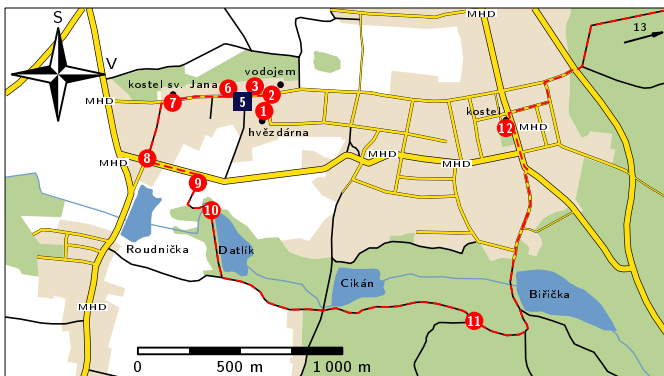 S
V
MHD
13
kostel sv. Jana
vodojem
6
3
2
5
7
1
MHD
hvězdárna
kostel
12
MHD
8
MHD
MHD
MHD
9
10
Roudnička
Datlík
Cikán
Biřička
MHD
11
0
500 m
1 000 m